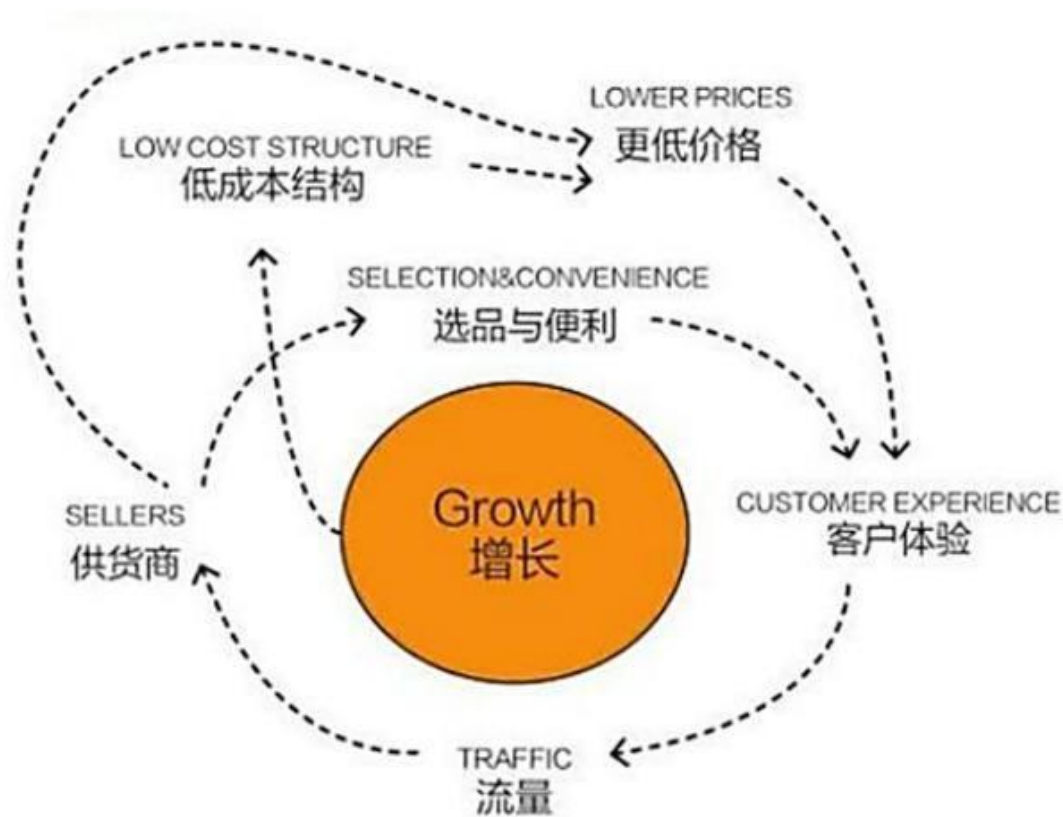 LOWER PRICES
更低价格
LOW COST STRUCTURE
低成本结构
SELECTION&CONVENIENCE
选品与便利
Growth
增长
SELLERS
供货商
CUSTOMER EXPERIENCE
客户体验
TRAFFIC
流量